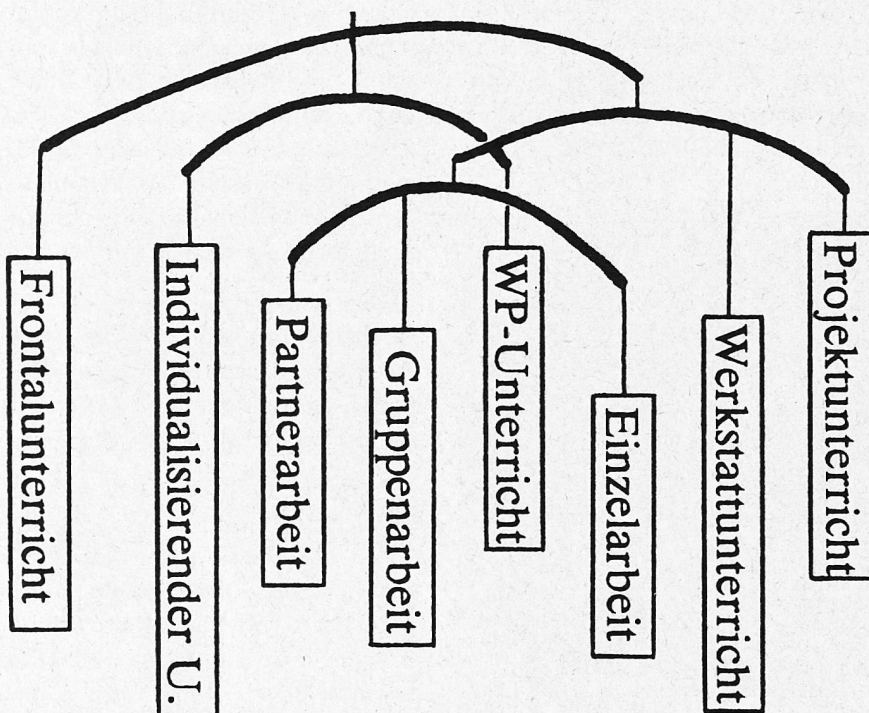 Frontalunterricht
Individualisierender U.
Partnerarbeit
Gruppenarbeit
WP-Unterricht
Einzelarbeit
Werkstattunterricht
Projektunterricht